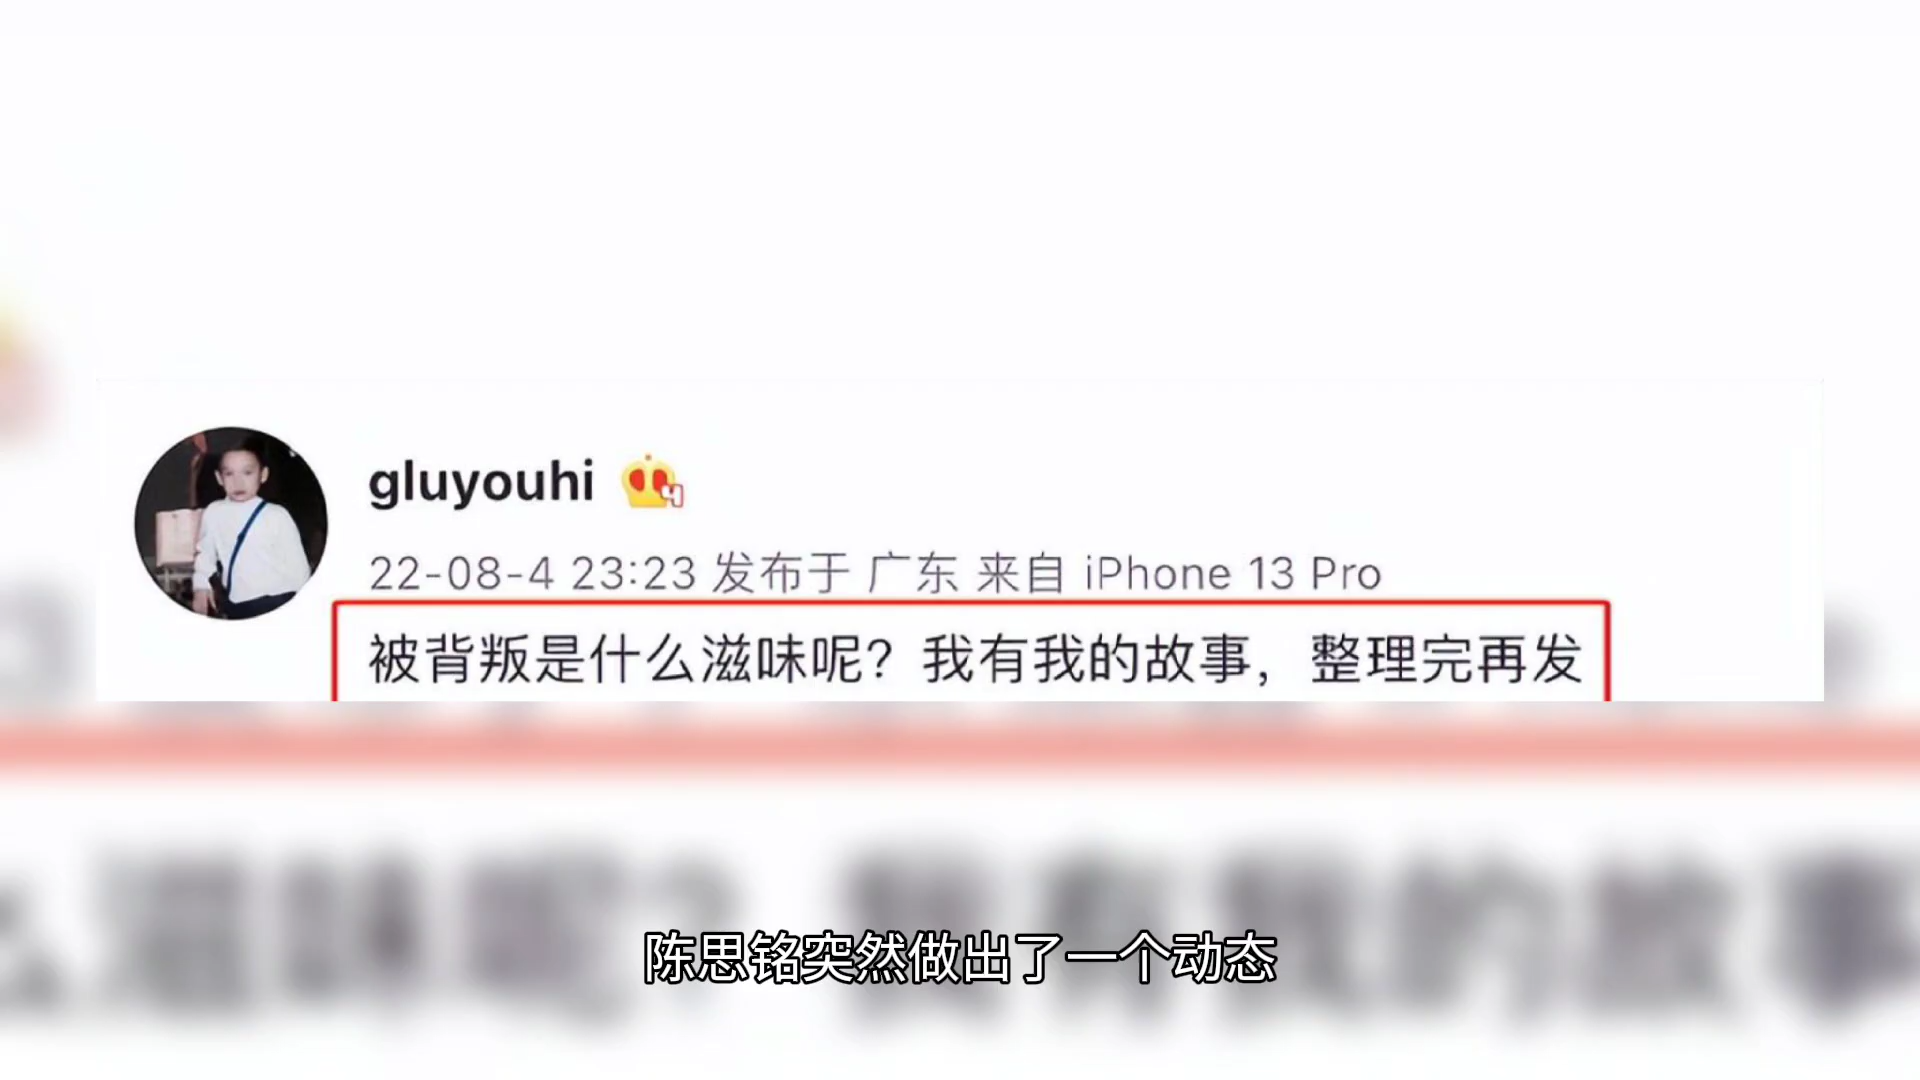 gluyouhi
22-08-4 23:23 发布于 广东 来自 iPhone 13 Pro
被背叛是什么滋味呢？我有我的故事，整理完再发
陈思铭突然做出了一个动态